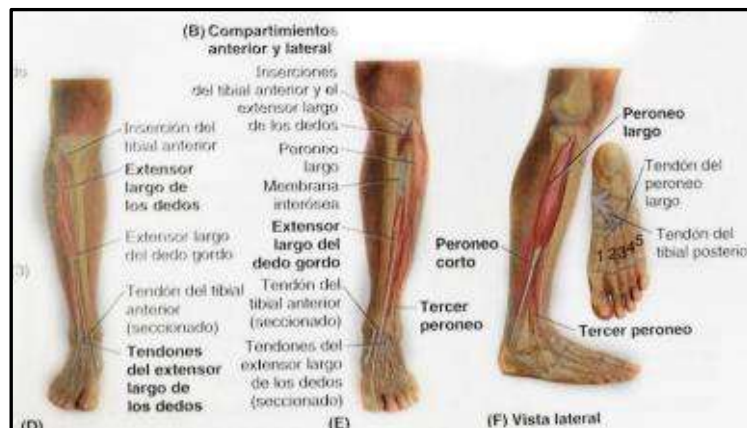 (B) Compartimientos
anterior y lateral
Inserción del
tibial anterior
Extensor
largo de
los dedos
Extensor largo
del dedo gordo
Tendón del tibial
anterior
(seccionado)
Tendones
del extensor
largo de
los dedos
(D)
Inserciones
del tibial anterior y el
extensor largo
de los dedos
Peroneo
largo
Membrana
interósea
Extensor
largo del
dedo gordo
Tendón del
tibial anterior
(seccionado)
Tendones del
extensor largo
de los dedos
(seccionado)
Tercer
peroneo
(E)
Peroneo
largo
Peroneo
corto
Tercer peroneo
Tendón del
peroneo
largo
Tendón del
tibial posterior
1 2 3 4 5
(F) Vista lateral